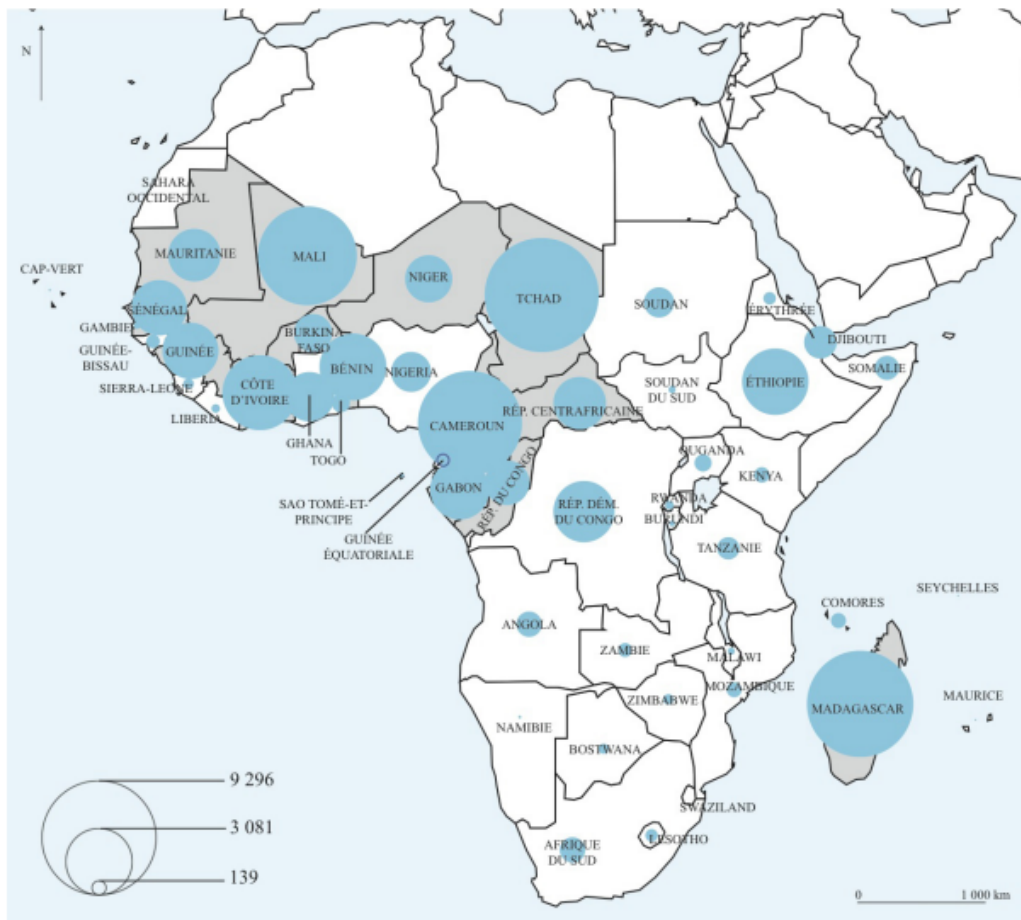 N
SAHARA
OCCIDENTAL
MAURITANIE
MALI
CAP-VERT
NIGER
TCHAD
SOUDAN
ÉRYTHRÉE
SÉNÉGAL
GAMBIE
BURKINA
FASO
DJIBOUTI
GUINÉE-
BISSAU
GUINÉE
BÉNIN
NIGERIA
SOMALIE
SIERRA-LEONE
CÔTE
D'IVOIRE
SOUDAN
DU SUD
ÉTHIOPIE
LIBERIA
RÉP. CENTRAFRICAINE
CAMEROUN
GHANA
TOGO
OUGANDA
KENYA
GABON
RÉP. DU CONGO
SAO TOMÉ-ET-
PRINCIPE
RÉP. DÉM.
DU CONGO
RWANDA
BURUNDI
GUINÉE
ÉQUATORIALE
TANZANIE
SEYCHELLES
COMORES
ANGOLA
ZAMBIE
MALAWI
MOZAMBIQUE
ZIMBABWE
MADAGASCAR
MAURICE
NAMIBIE
BOSTWANA
9 296
SWAZILAND
3 081
AFRIQUE
DU SUD
LESOTHO
139
0
1 000 km